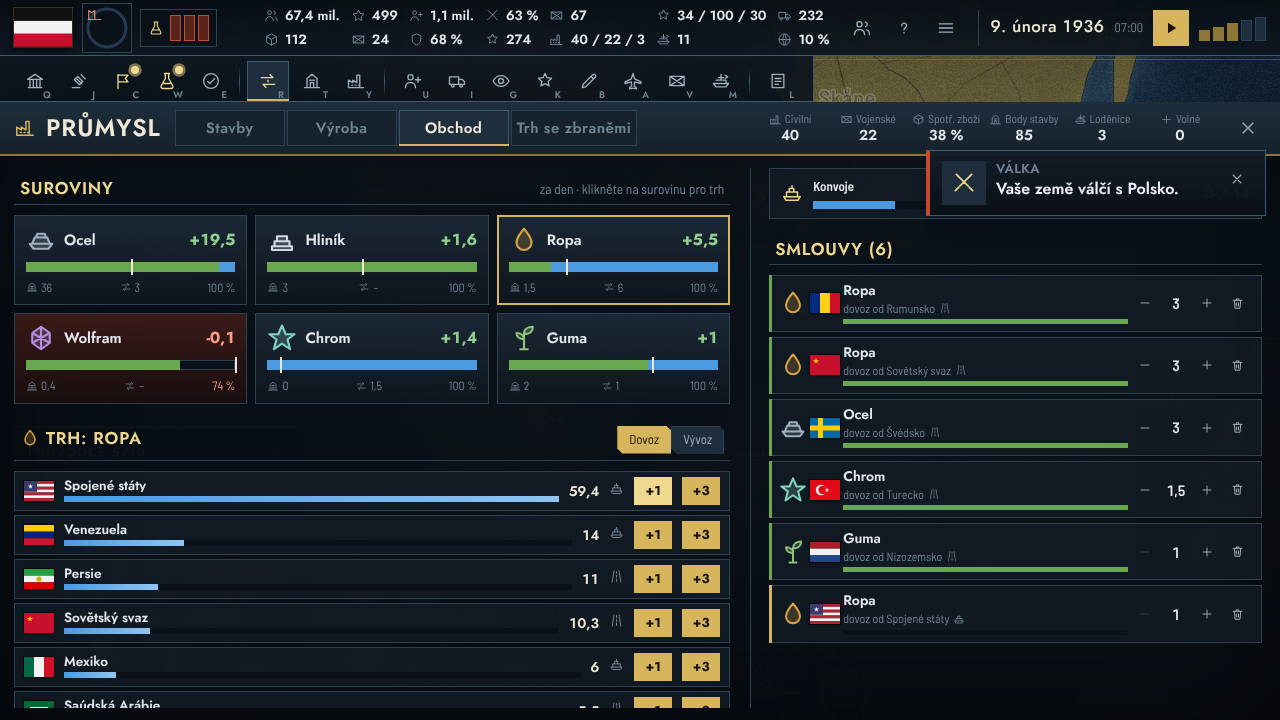 67,4 mil. 499 1,1 mil. 63 % 67 34 / 100 / 30 232
112 24 68 % 274 40 / 22 / 3 11 10 %
9. února 1936 07:00
Q J C W E R T Y U I G K B A V M L
Skåne
PRŮMYSL
Stavby Výroba Obchod Trh se zbraněmi
Civilní Vojenské Spotř. zboží Body stavby Loděnice Volné
40 22 38 % 85 3 0
VÁLKA
Vaše země válčí s Polsko.
SUROVINY
za den · klikněte na surovinu pro trh
Ocel +19,5
36 3 100 %
Hliník +1,6
3 – 100 %
Ropa +5,5
1,5 6 100 %
Wolfram -0,1
0,4 – 74 %
Chrom +1,4
0 1,5 100 %
Guma +1
2 1 100 %
TRH: ROPA
Dovoz Vývoz
Spojené státy 59,4 +1 +3
Venezuela 14 +1 +3
Persie 11 +1 +3
Sovětský svaz 10,3 +1 +3
Mexiko 6 +1 +3
Saúdská Arábie
Konvoje
SMLOUVY (6)
Ropa
dovoz od Rumunsko
− 3 +
Ropa
dovoz od Sovětský svaz
− 3 +
Ocel
dovoz od Švédsko
− 3 +
Chrom
dovoz od Turecko
− 1,5 +
Guma
dovoz od Nizozemsko
− 1 +
Ropa
dovoz od Spojené státy
− 1 +